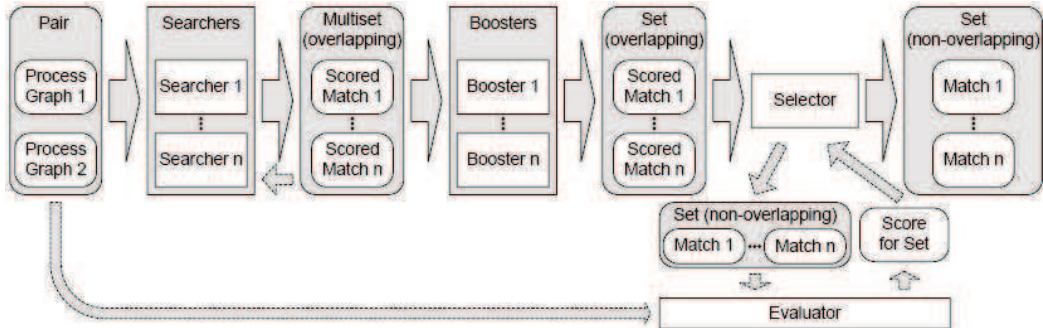 Pair
Process
Graph 1
Process
Graph 2
Searchers
Searcher 1
Searcher n
Multiset
(overlapping)
Scored
Match 1
Scored
Match n
Boosters
Booster 1
Booster n
Set
(overlapping)
Scored
Match 1
Scored
Match n
Selector
Set
(non-overlapping)
Match 1
Match n
Set (non-overlapping)
Match 1 ••• Match n
Score
for Set
Evaluator